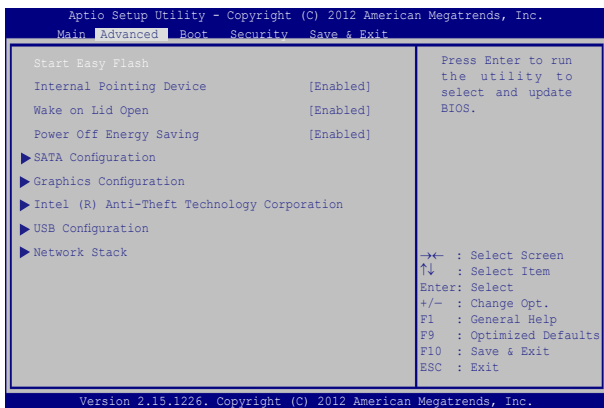 Aptio Setup Utility - Copyright (C) 2012 American Megatrends, Inc.
Main Advanced Boot Security Save & Exit
Start Easy Flash
Internal Pointing Device [Enabled]
Wake on Lid Open [Enabled]
Power Off Energy Saving [Enabled]
SATA Configuration
Graphics Configuration
Intel (R) Anti-Theft Technology Corporation
USB Configuration
Network Stack
Press Enter to run
the utility to
select and update
BIOS.
→← : Select Screen
↑↓ : Select Item
Enter: Select
+/— : Change Opt.
F1 : General Help
F9 : Optimized Defaults
F10 : Save & Exit
ESC : Exit
Version 2.15.1226. Copyright (C) 2012 American Megatrends, Inc.